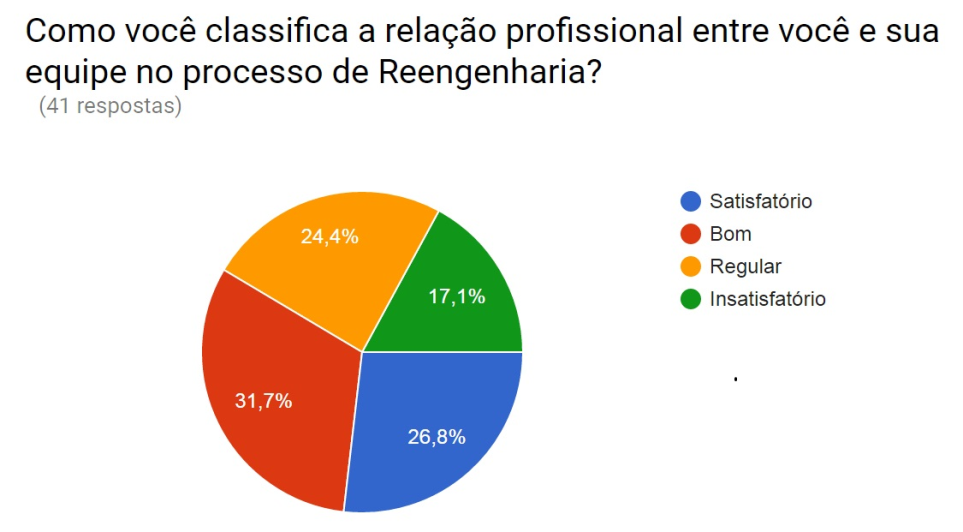 Como você classifica a relação profissional entre você e sua
equipe no processo de Reengenharia?
(41 respostas)
24,4%
17,1%
31,7%
26,8%
Satisfatório
Bom
Regular
Insatisfatório